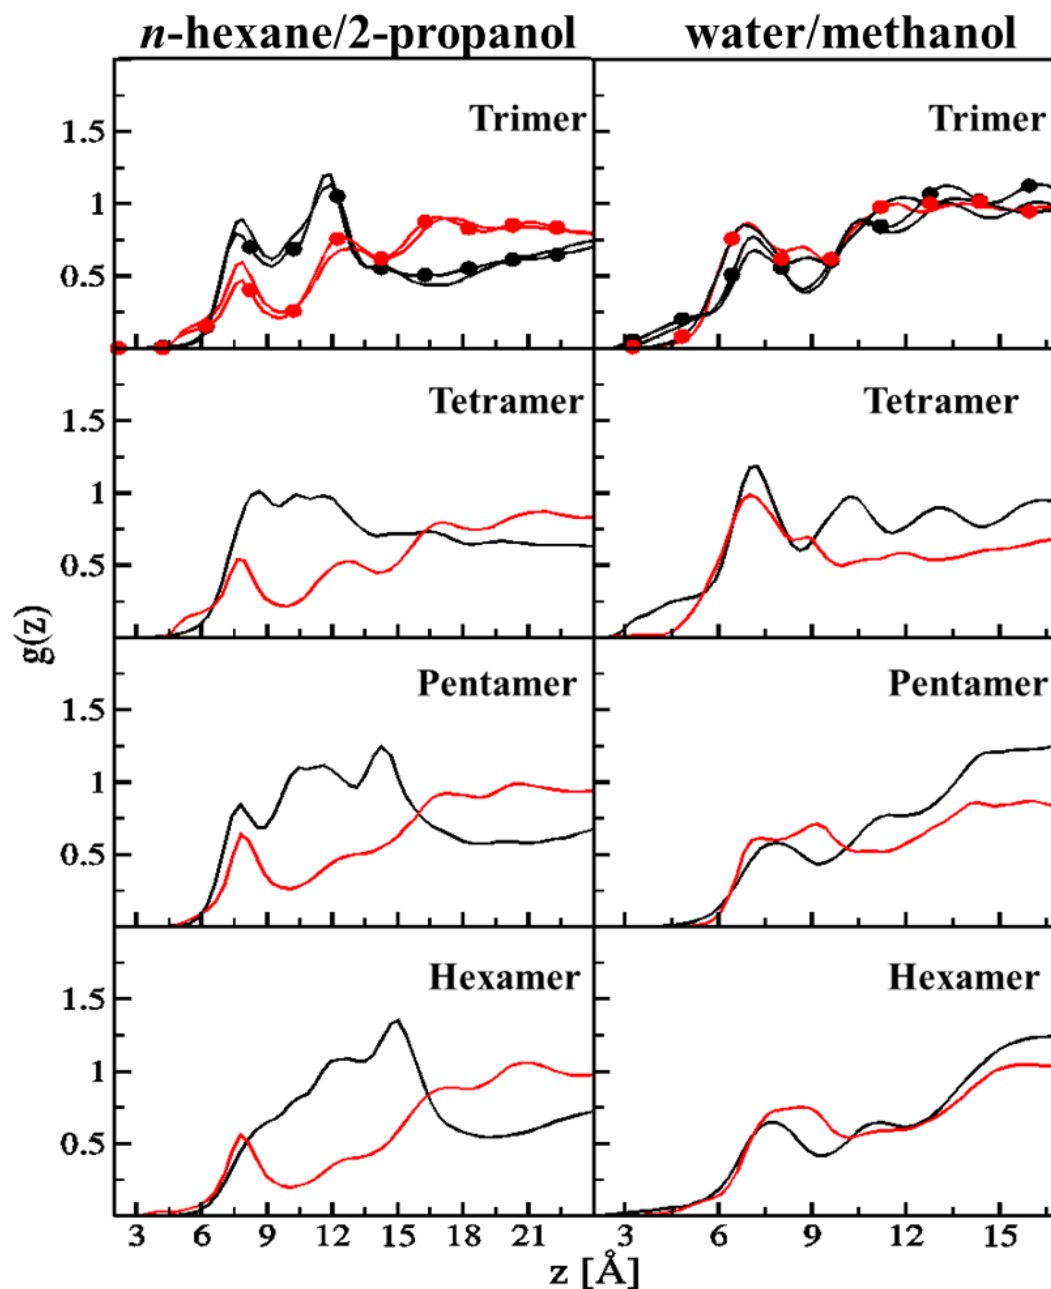 n-hexane/2-propanol water/methanol
Trimer Trimer
1.5
1
0.5
Tetramer Tetramer
1.5
1
0.5
g(z)
Pentamer Pentamer
1.5
1
0.5
Hexamer Hexamer
1.5
1
0.5
3 6 9 12 15 18 21 3 6 9 12 15
z [Å]